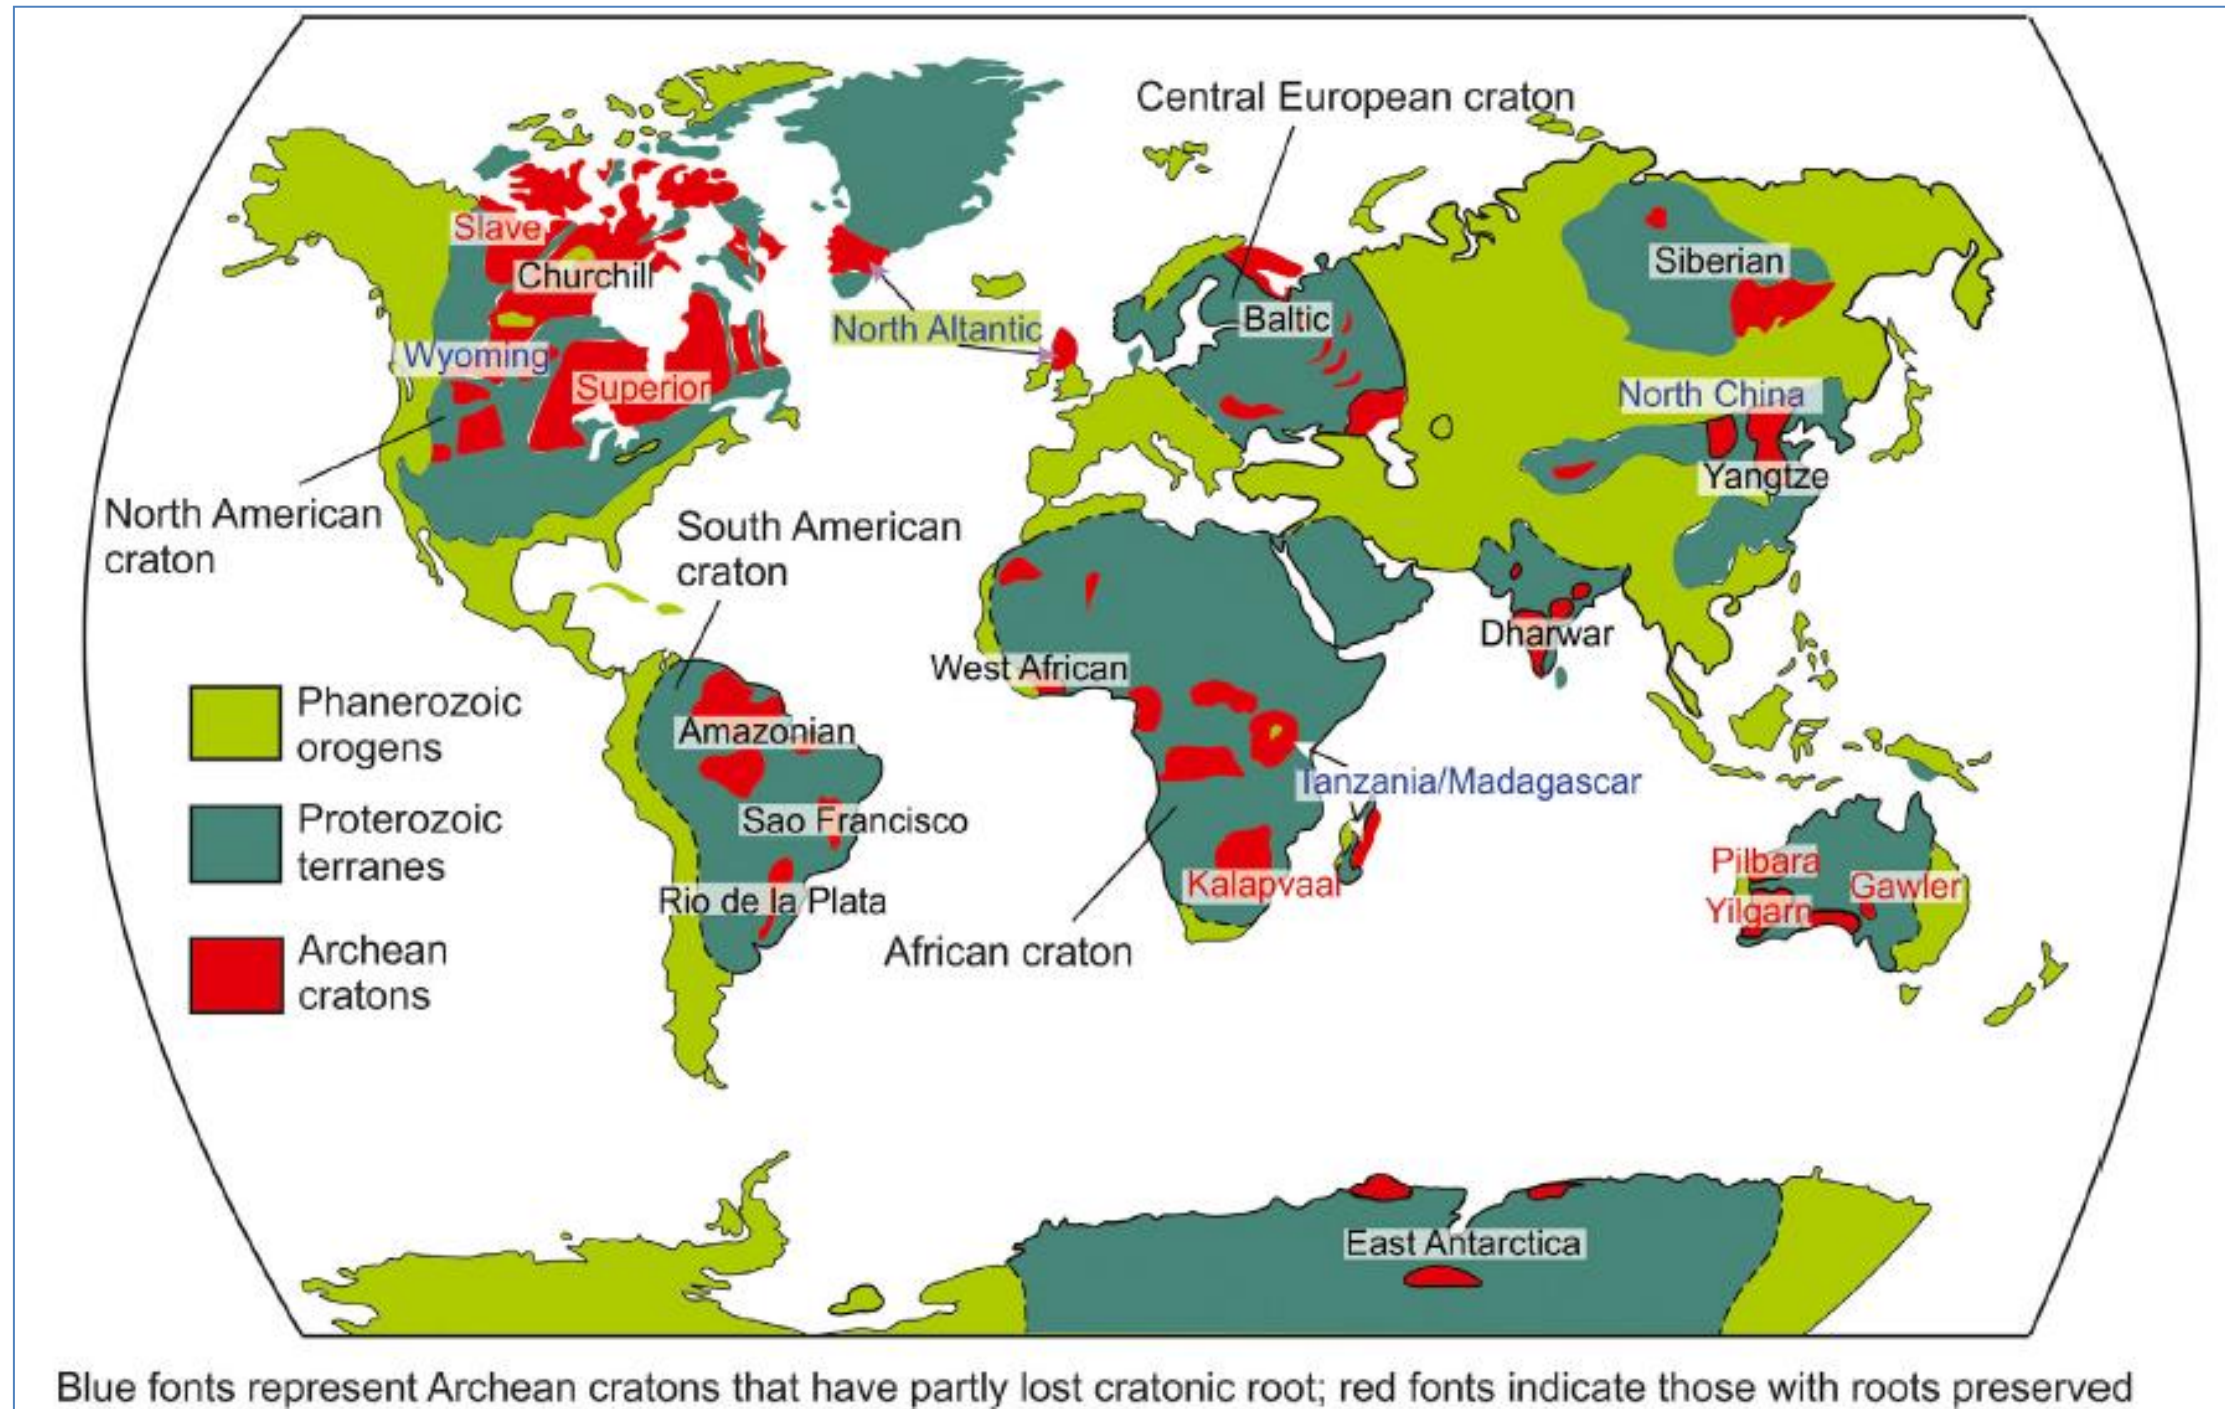 Central European craton
Slave
Churchill
Siberian
North Altantic
Baltic
Wyoming
Superior
North China
Yangtze
North American
craton
South American
craton
Dharwar
West African
Phanerozoic
orogens
Amazonian
Tanzania/Madagascar
Proterozoic
terranes
Sao Francisco
Pilbara
Gawler
Kalapvaal
Yilgarn
Rio de la Plata
African craton
Archean
cratons
East Antarctica
Blue fonts represent Archean cratons that have partly lost cratonic root; red fonts indicate those with roots preserved